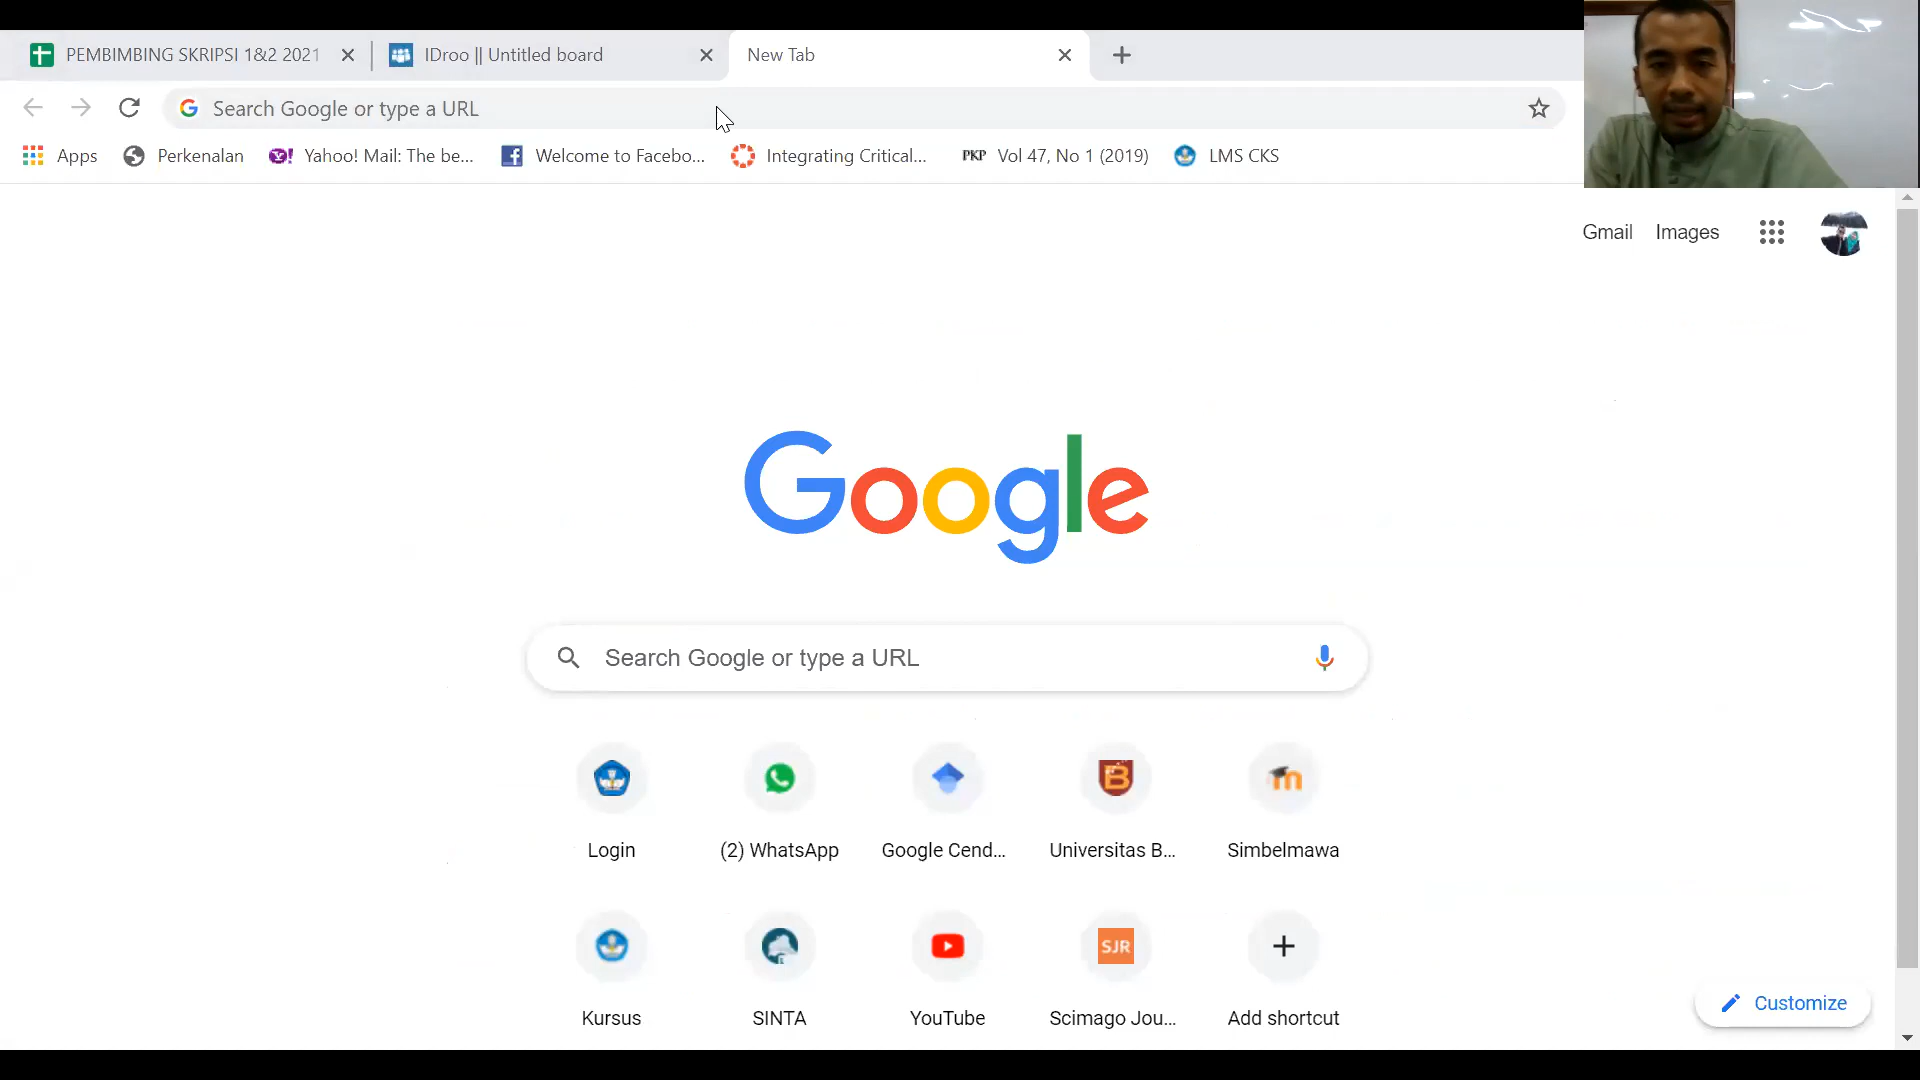 PEMBIMBING SKRIPSI 1&2 2021
IDroo || Untitled board
New Tab
Search Google or type a URL
Apps
Perkenalan
Yahoo! Mail: The be...
Welcome to Facebo...
Integrating Critical...
PKP Vol 47, No 1 (2019)
LMS CKS
Gmail
Images
Google
Search Google or type a URL
Login
(2) WhatsApp
Google Cend...
Universitas B...
Simbelmawa
SJR
Kursus
SINTA
YouTube
Scimago Jou...
Add shortcut
Customize